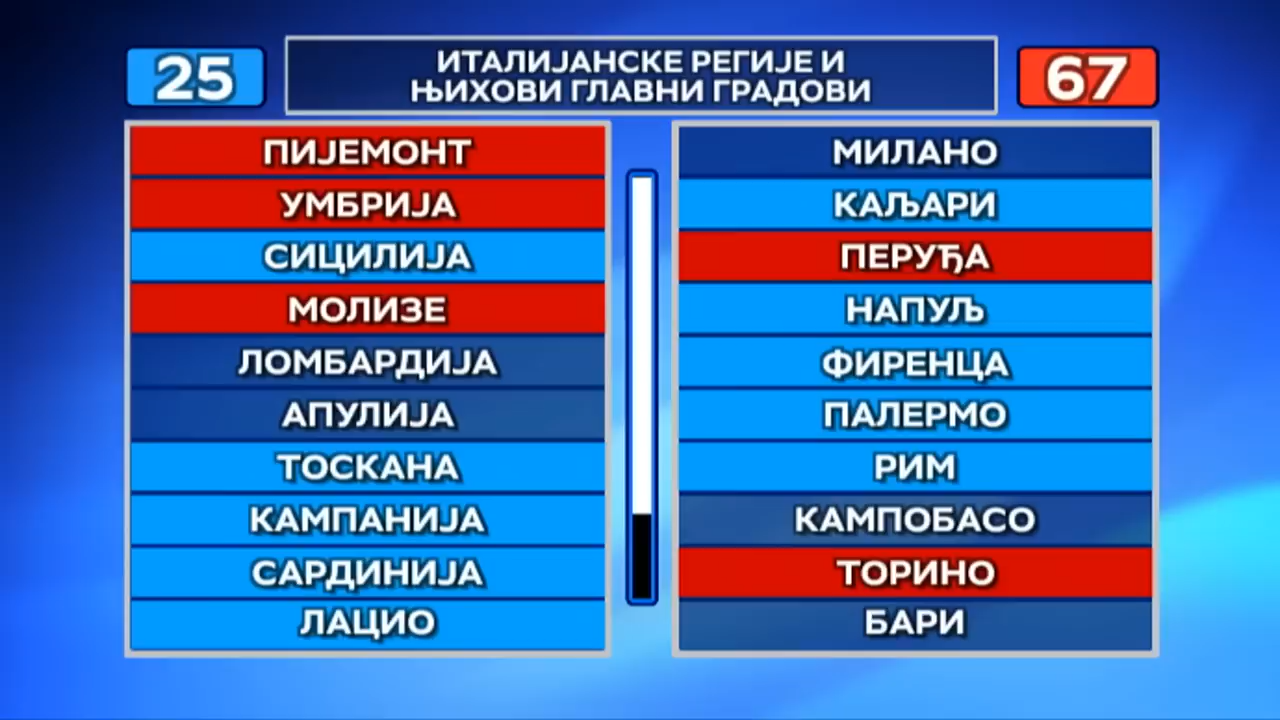 25
ИТАЛИЈАНСКЕ РЕГИЈЕ И
ЊИХОВИ ГЛАВНИ ГРАДОВИ
67
ПИЈЕМОНТ
УМБРИЈА
СИЦИЛИЈА
МОЛИЗЕ
ЛОМБАРДИЈА
АПУЛИЈА
ТОСКАНА
КАМПАНИЈА
САРДИНИЈА
ЛАЦИО
МИЛАНО
КАЉАРИ
ПЕРУЂА
НАПУЉ
ФИРЕНЦА
ПАЛЕРМО
РИМ
КАМПОБАСО
ТОРИНО
БАРИ